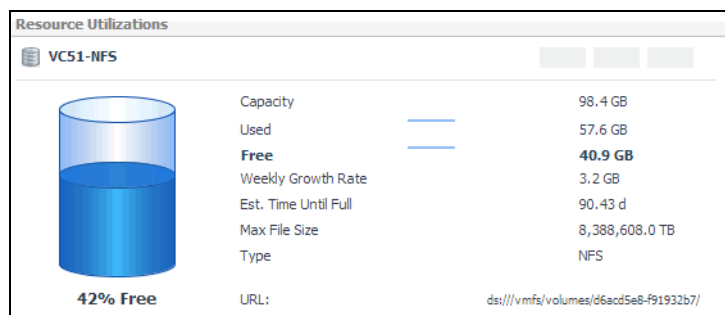 Resource Utilizations
VC51-NFS
Capacity 98.4 GB
Used 57.6 GB
Free 40.9 GB
Weekly Growth Rate 3.2 GB
Est. Time Until Full 90.43 d
Max File Size 8,388,608.0 TB
Type NFS
42% Free URL: ds:///vmfs/volumes/d6acd5e8-f91932b7/